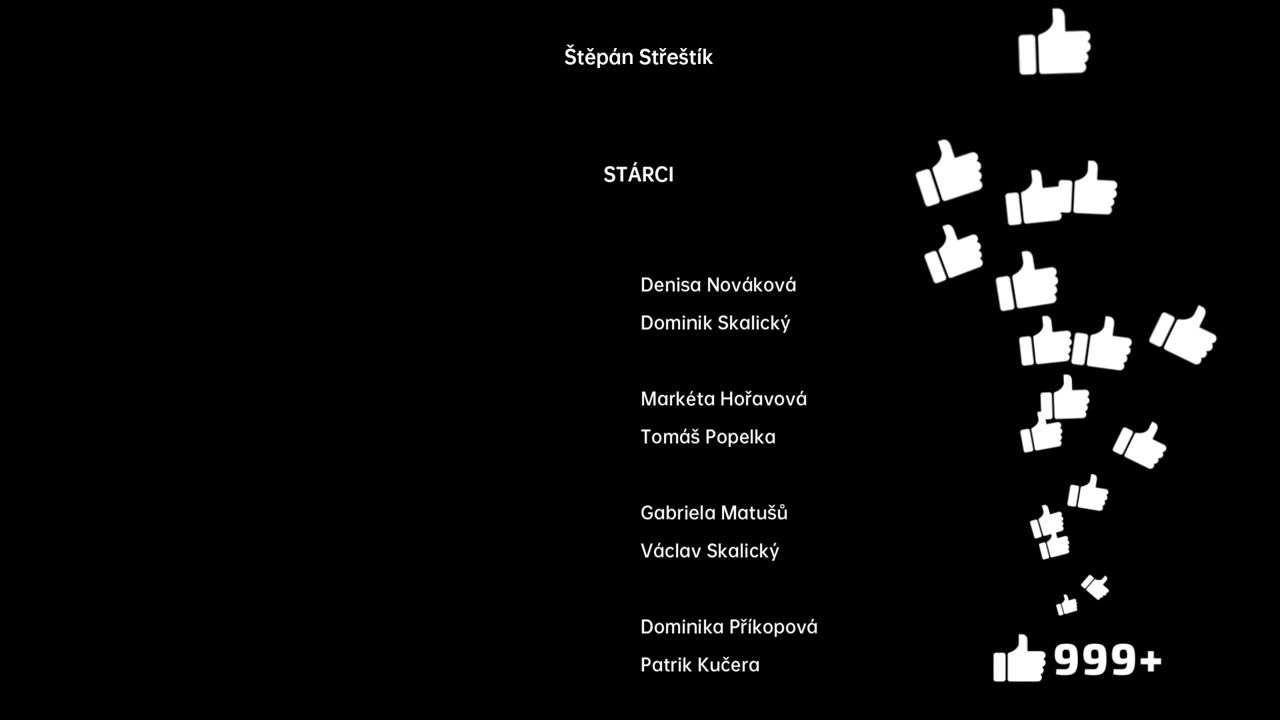 Štěpán Střeštík
STÁRCI
Denisa Nováková
Dominik Skalický
Markéta Hořavová
Tomáš Popelka
Gabriela Matušů
Václav Skalický
Dominika Příkopová
Patrik Kučera
999+